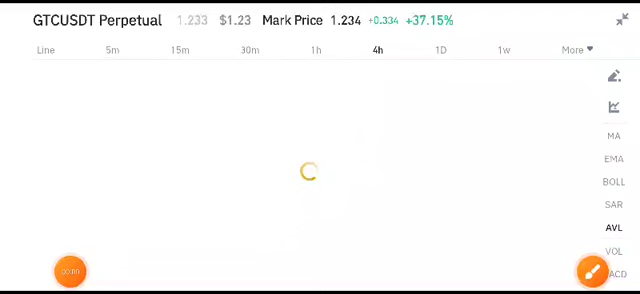 GTCUSDT Perpetual 1.233 $1.23 Mark Price 1.234 +0.334 +37.15%
Line 5m 15m 30m 1h 4h 1D 1w More
MA
EMA
BOLL
SAR
AVL
VOL
ACD